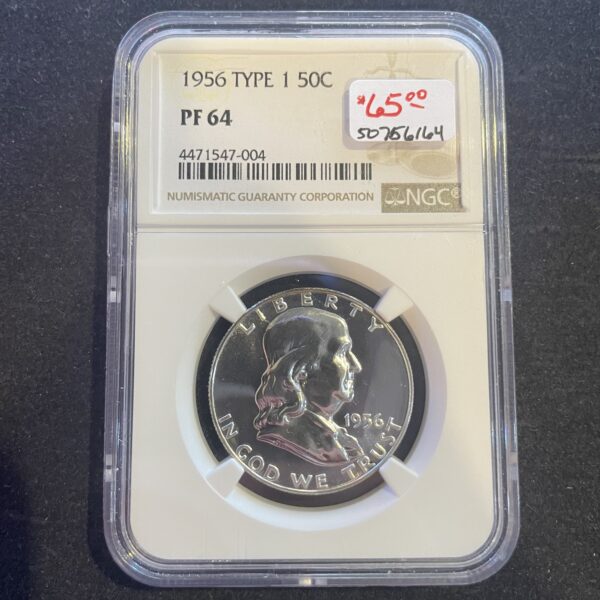 1956 TYPE 1 50C
PF 64
4471547-004
NUMISMATIC GUARANTY CORPORATION
NGC®
$65.00
50756164
LIBERTY
1956
IN GOD WE TRUST